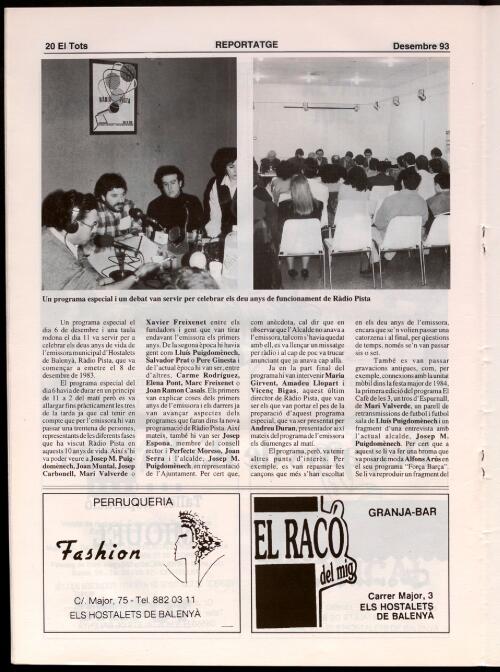 20 El Tots
REPORTATGE
Desembre 93
RÀDIO PISTA
Un programa especial i un debat van servir per celebrar els deu anys de funcionament de Ràdio Pista
Un programa especial el
dia 6 de desembre i una taula
rodona el dia 11 va servir per a
celebrar els deus anys de vida de
l'emissora municipal d'Hostalets
de Balenyà, Ràdio Pista, que va
començar a emetre el 8 de
desembre de 1983.
El programa especial del
dia 6 havia de durar en un principi
de 11 a 2 del matí però es va
allargar fins pràcticament les tres
de la tarda ja que cal tenir en
compte que per l'emissora hi van
passar una trentena de persones,
representants de les diferents fases
que ha viscut Ràdio Pista en
aquests 10 anys de vida. Així s'hi
va poder veure a Josep M. Puig-
domènech, Joan Muntal, Josep
Carbonell, Mari Valverde o
Xavier Freixenet entre els
fundadors i gent que van tirar
endavant l'emissora els primers
anys. De la segona època hi havia
gent com Lluís Puigdomènech,
Salvador Prat o Pere Ginesta i
de l'actual època hi van ser, entre
d'altres, Carme Rodríguez,
Elena Pont, Marc Freixenet o
Joan Ramon Casals. Els primers
van explicar coses dels primers
anys de l'emissora i els darrers ja
van avançar aspectes dels
programes que faran dins la nova
programació de Ràdio Pista. Així
mateix, també hi van ser Josep
Espona, membre del consell
rector i Perfecte Moreso, Joan
Serra i l'alcalde, Josep M.
Puigdomènech, en representació
de l'Ajuntament. Per cert que,
com anècdota, cal dir que en
observar que l'Alcalde no anava a
l'emissora, tal com s'havia quedat
amb ell, es va llençar un missatge
per ràdio i al cap de poc va trucar
anunciant que ja anava cap allà.
Ja en la part final del
programa hi van intervenir Maria
Girvent, Amadeu Llopart i
Vicenç Bigas, aquest últim
director de Ràdio Pista, que van
ser els que van portar el pes de la
preparació d'aquest programa
especial, que va ser presentat per
Andreu Duran, presentador així
mateix del programa de l'emissora
els diumenges al matí.
El programa, però, va tenir
altres punts d'interès. Per
exemple, es van repassar les
cançons que més s'han escoltat
en els deu anys de l'emissora,
encara que se'n volien passar una
catorzena i al final, per qüestions
de temps, només se'n van passar
sis o set.
També es van passar
gravacions antigues, com, per
exemple, connexions amb la unitat
mòbil dins la festa major de 1984,
la primera edició del programa El
Cafè de les 3, un tros d'Espurnall,
de Mari Valverde, un parell de
retransmissions de futbol i futbol
sala de Lluís Puigdomènech i un
fragment d'una entrevista amb
l'actual alcalde, Josep M.
Puigdomènech. Per cert que a
aquest se li va fer una broma que
va posar de moda Alfons Arús en
el seu programa "Força Barça".
Se li va reproduir un fragment del
PERRUQUERIA
Fashion
C/. Major, 75 - Tel. 882 03 11
ELS HOSTALETS DE BALENYÀ
GRANJA-BAR
EL RACÓ
del mig
Carrer Major, 3
ELS HOSTALETS
DE BALENYÀ